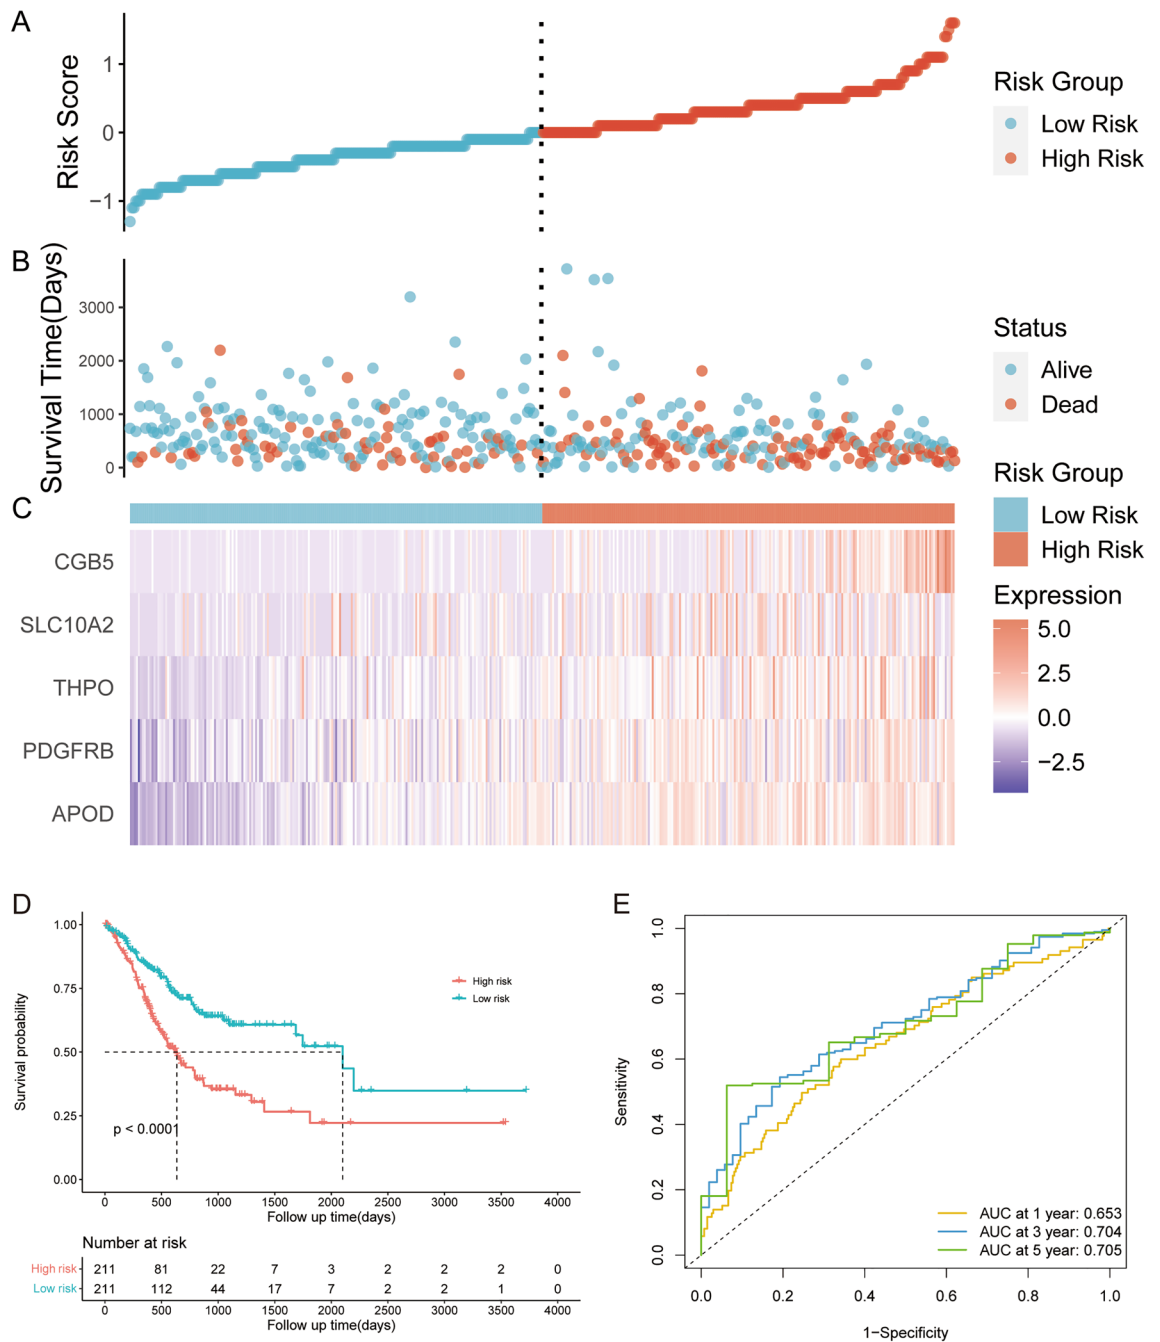 A
Risk Score
1
0
−1
Risk Group
Low Risk
High Risk
B
Survival Time(Days)
3000
2000
1000
0
Status
Alive
Dead
C
CGB5
SLC10A2
THPO
PDGFRB
APOD
Risk Group
Low Risk
High Risk
Expression
5.0
2.5
0.0
−2.5
D
Survival probability
1.00
0.75
0.50
0.25
0.00
High risk
Low risk
p < 0.0001
0 500 1000 1500 2000 2500 3000 3500 4000
Follow up time(days)
Number at risk
High risk 211 81 22 7 3 2 2 2 0
Low risk 211 112 44 17 7 2 2 1 0
0 500 1000 1500 2000 2500 3000 3500 4000
Follow up time(days)
E
Sensitivity
1.0
0.8
0.6
0.4
0.2
0.0
AUC at 1 year: 0.653
AUC at 3 year: 0.704
AUC at 5 year: 0.705
0.0 0.2 0.4 0.6 0.8 1.0
1−Specificity